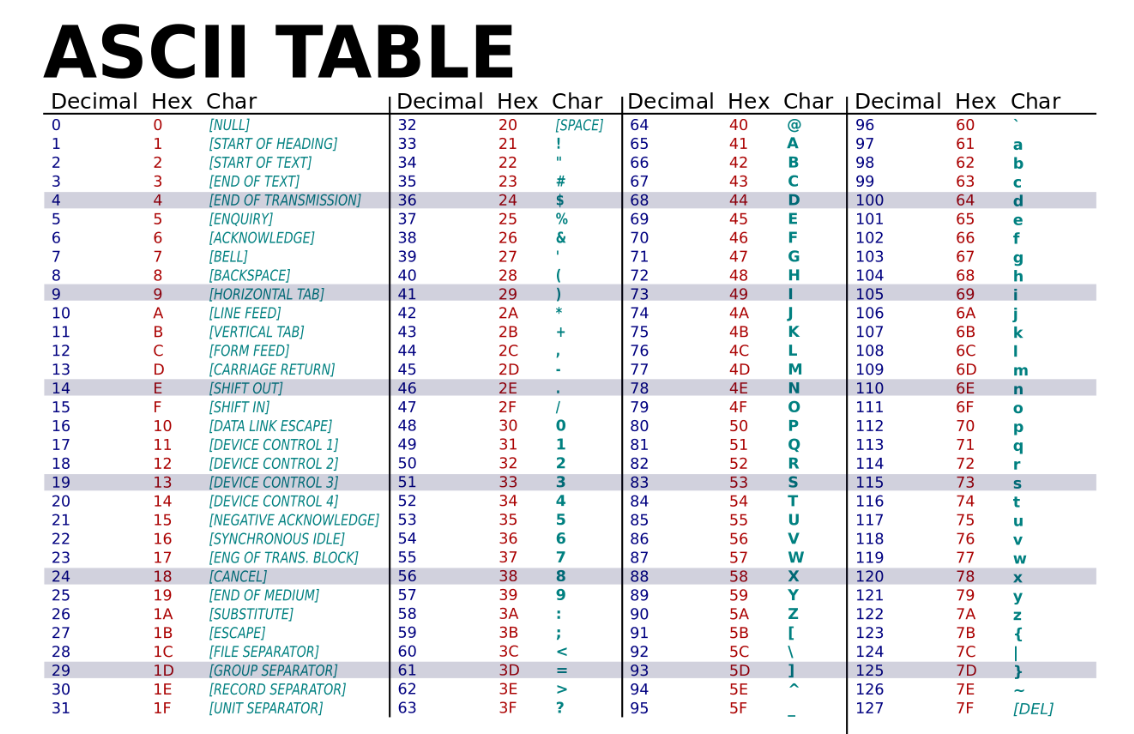 ASCII TABLE
Decimal Hex Char Decimal Hex Char Decimal Hex Char Decimal Hex Char
0 0 [NULL] 32 20 [SPACE] 64 40 @ 96 60 `
1 1 [START OF HEADING] 33 21 ! 65 41 A 97 61 a
2 2 [START OF TEXT] 34 22 " 66 42 B 98 62 b
3 3 [END OF TEXT] 35 23 # 67 43 C 99 63 c
4 4 [END OF TRANSMISSION] 36 24 $ 68 44 D 100 64 d
5 5 [ENQUIRY] 37 25 % 69 45 E 101 65 e
6 6 [ACKNOWLEDGE] 38 26 & 70 46 F 102 66 f
7 7 [BELL] 39 27 ' 71 47 G 103 67 g
8 8 [BACKSPACE] 40 28 ( 72 48 H 104 68 h
9 9 [HORIZONTAL TAB] 41 29 ) 73 49 I 105 69 i
10 A [LINE FEED] 42 2A * 74 4A J 106 6A j
11 B [VERTICAL TAB] 43 2B + 75 4B K 107 6B k
12 C [FORM FEED] 44 2C , 76 4C L 108 6C l
13 D [CARRIAGE RETURN] 45 2D - 77 4D M 109 6D m
14 E [SHIFT OUT] 46 2E . 78 4E N 110 6E n
15 F [SHIFT IN] 47 2F / 79 4F O 111 6F o
16 10 [DATA LINK ESCAPE] 48 30 0 80 50 P 112 70 p
17 11 [DEVICE CONTROL 1] 49 31 1 81 51 Q 113 71 q
18 12 [DEVICE CONTROL 2] 50 32 2 82 52 R 114 72 r
19 13 [DEVICE CONTROL 3] 51 33 3 83 53 S 115 73 s
20 14 [DEVICE CONTROL 4] 52 34 4 84 54 T 116 74 t
21 15 [NEGATIVE ACKNOWLEDGE] 53 35 5 85 55 U 117 75 u
22 16 [SYNCHRONOUS IDLE] 54 36 6 86 56 V 118 76 v
23 17 [ENG OF TRANS. BLOCK] 55 37 7 87 57 W 119 77 w
24 18 [CANCEL] 56 38 8 88 58 X 120 78 x
25 19 [END OF MEDIUM] 57 39 9 89 59 Y 121 79 y
26 1A [SUBSTITUTE] 58 3A : 90 5A Z 122 7A z
27 1B [ESCAPE] 59 3B ; 91 5B [ 123 7B {
28 1C [FILE SEPARATOR] 60 3C < 92 5C \ 124 7C |
29 1D [GROUP SEPARATOR] 61 3D = 93 5D ] 125 7D }
30 1E [RECORD SEPARATOR] 62 3E > 94 5E ^ 126 7E ~
31 1F [UNIT SEPARATOR] 63 3F ? 95 5F _ 127 7F [DEL]